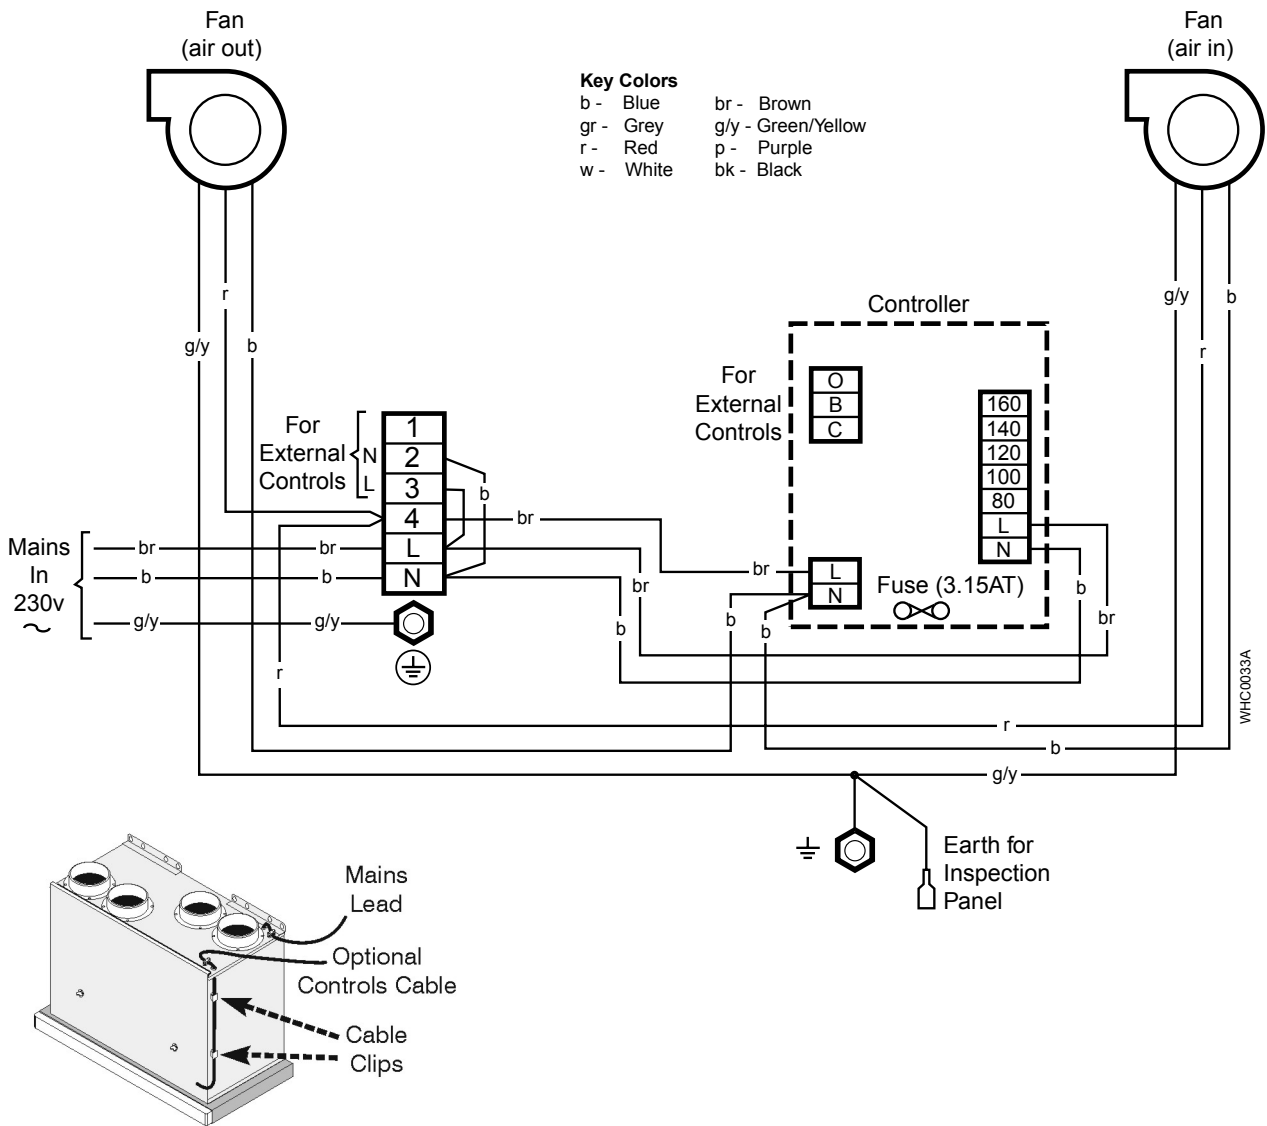 Fan
(air out)
Fan
(air in)
Key Colors
b - Blue br - Brown
gr - Grey g/y - Green/Yellow
r - Red p - Purple
w - White bk - Black
r
g/y b
g/y b
r
Controller
For
External
Controls
O
B
C
160
140
120
100
80
L
N
For
External
Controls
N
L
1
2
3
4
L
N
b
br
Mains
In
230v
br br
b b
g/y g/y
br
L
N
Fuse (3.15AT)
br
b
b
b
b
br
r
r
b
g/y
WHC0033A
Earth for
Inspection
Panel
Mains
Lead
Optional
Controls Cable
Cable
Clips